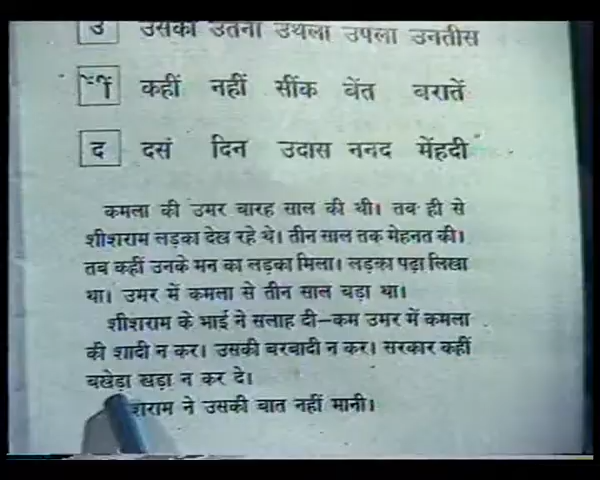 उ उसका उतना उथला उपला उनतीस
कहीं नहीं सींक बेंत बरातें
द दस दिन उदास ननद मेंहदी
कमला की उमर बारह साल की थी। तब ही से
शीशराम लड़का देख रहे थे। तीन साल तक मेहनत की।
तब कहीं उनके मन का लड़का मिला। लड़का पढ़ा लिखा
था। उमर में कमला से तीन साल बड़ा था।
शीशराम के भाई ने सलाह दी–कम उमर में कमला
की शादी न कर। उसकी बरबादी न कर। सरकार कहीं
बखेड़ा खड़ा न कर दे।
शराम ने उसकी बात नहीं मानी।